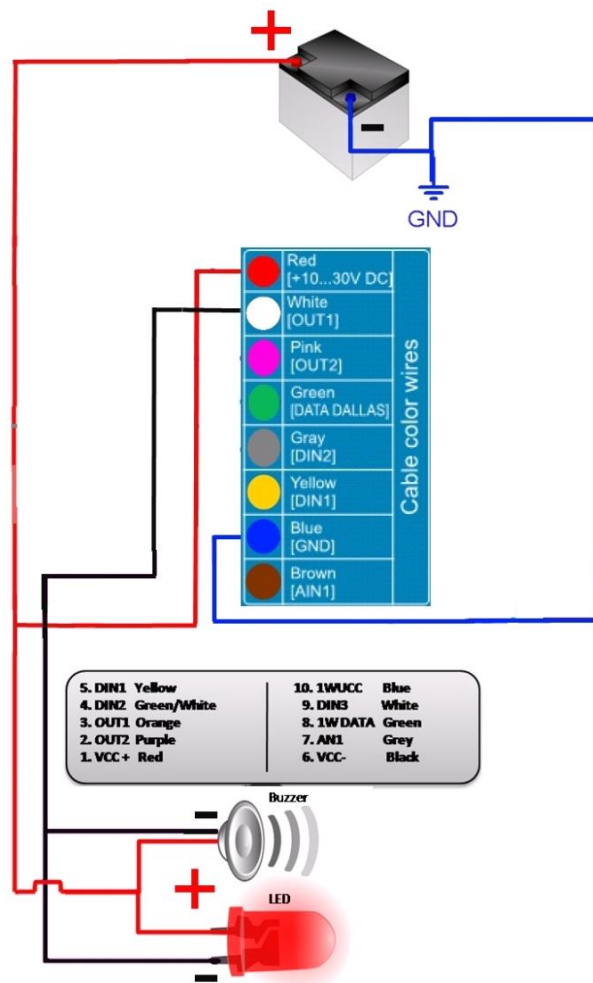 +
-
GND
Red
[+10...30V DC]
White
[OUT1]
Pink
[OUT2]
Green
[DATA DALLAS]
Gray
[DIN2]
Yellow
[DIN1]
Blue
[GND]
Brown
[AIN1]
Cable color wires
5. DIN1 Yellow
4. DIN2 Green/White
3. OUT1 Orange
2. OUT2 Purple
1. VCC+ Red
10. 1WUCC Blue
9. DIN3 White
8. 1W DATA Green
7. AN1 Grey
6. VCC- Black
Buzzer
-
+
LED
-